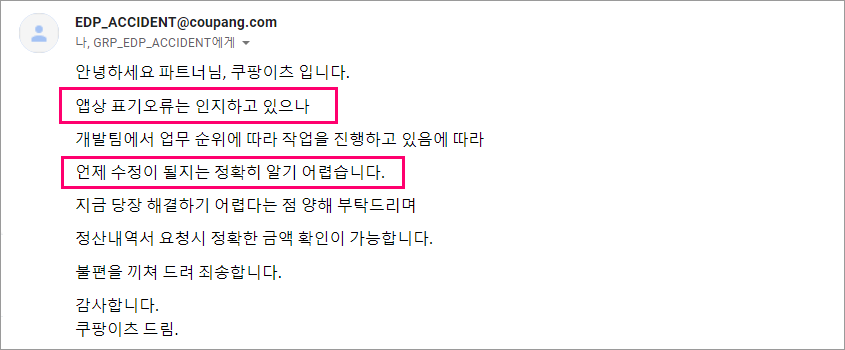 EDP_ACCIDENT@coupang.com
나, GRP_EDP_ACCIDENT에게
안녕하세요 파트너님, 쿠팡이츠 입니다.
앱상 표기오류는 인지하고 있으나
개발팀에서 업무 순위에 따라 작업을 진행하고 있음에 따라
언제 수정이 될지는 정확히 알기 어렵습니다.
지금 당장 해결하기 어렵다는 점 양해 부탁드리며
정산내역서 요청시 정확한 금액 확인이 가능합니다.
불편을 끼쳐 드려 죄송합니다.
감사합니다.
쿠팡이츠 드림.